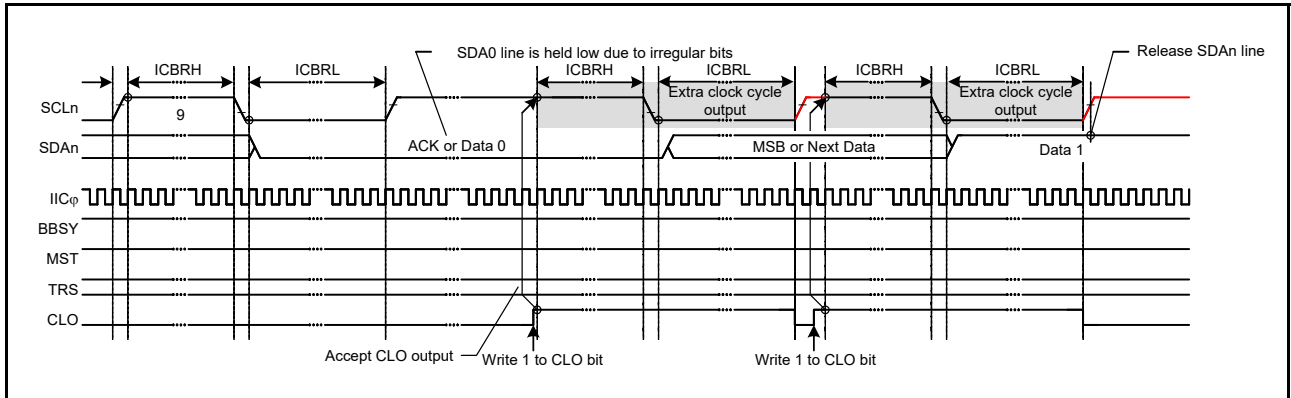 SDA0 line is held low due to irregular bits
Release SDAn line
ICBRH
ICBRL
ICBRH
ICBRL
ICBRH
ICBRL
Extra clock cycle
output
Extra clock cycle
output
SCLn
9
SDAn
ACK or Data 0
MSB or Next Data
Data 1
IICφ
BBSY
MST
TRS
CLO
Accept CLO output
Write 1 to CLO bit
Write 1 to CLO bit